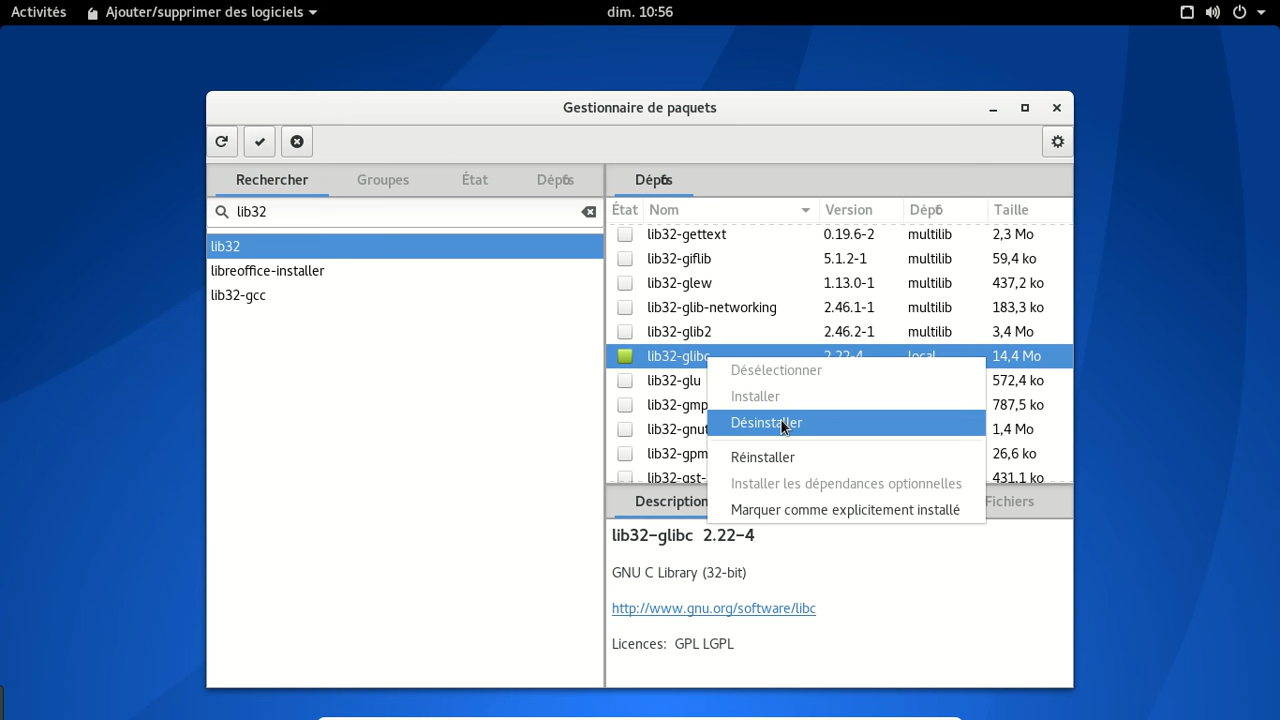 Activités Ajouter/supprimer des logiciels dim. 10:56
Gestionnaire de paquets
Rechercher Groupes État Dépôts
lib32
lib32
libreoffice-installer
lib32-gcc
Dépôts
État Nom Version Dépôt Taille
lib32-gettext 0.19.6-2 multilib 2,3 Mo
lib32-giflib 5.1.2-1 multilib 59,4 ko
lib32-glew 1.13.0-1 multilib 437,2 ko
lib32-glib-networking 2.46.1-1 multilib 183,3 ko
lib32-glib2 2.46.2-1 multilib 3,4 Mo
lib32-glibc 2.22-4 local 14,4 Mo
lib32-glu 572,4 ko
lib32-gmp 787,5 ko
lib32-gnut 1,4 Mo
lib32-gpm 26,6 ko
lib32-gst- 431,1 ko
Désélectionner
Installer
Désinstaller
Réinstaller
Installer les dépendances optionnelles
Marquer comme explicitement installé
Description Fichiers
lib32-glibc 2.22-4
GNU C Library (32-bit)
http://www.gnu.org/software/libc
Licences: GPL LGPL